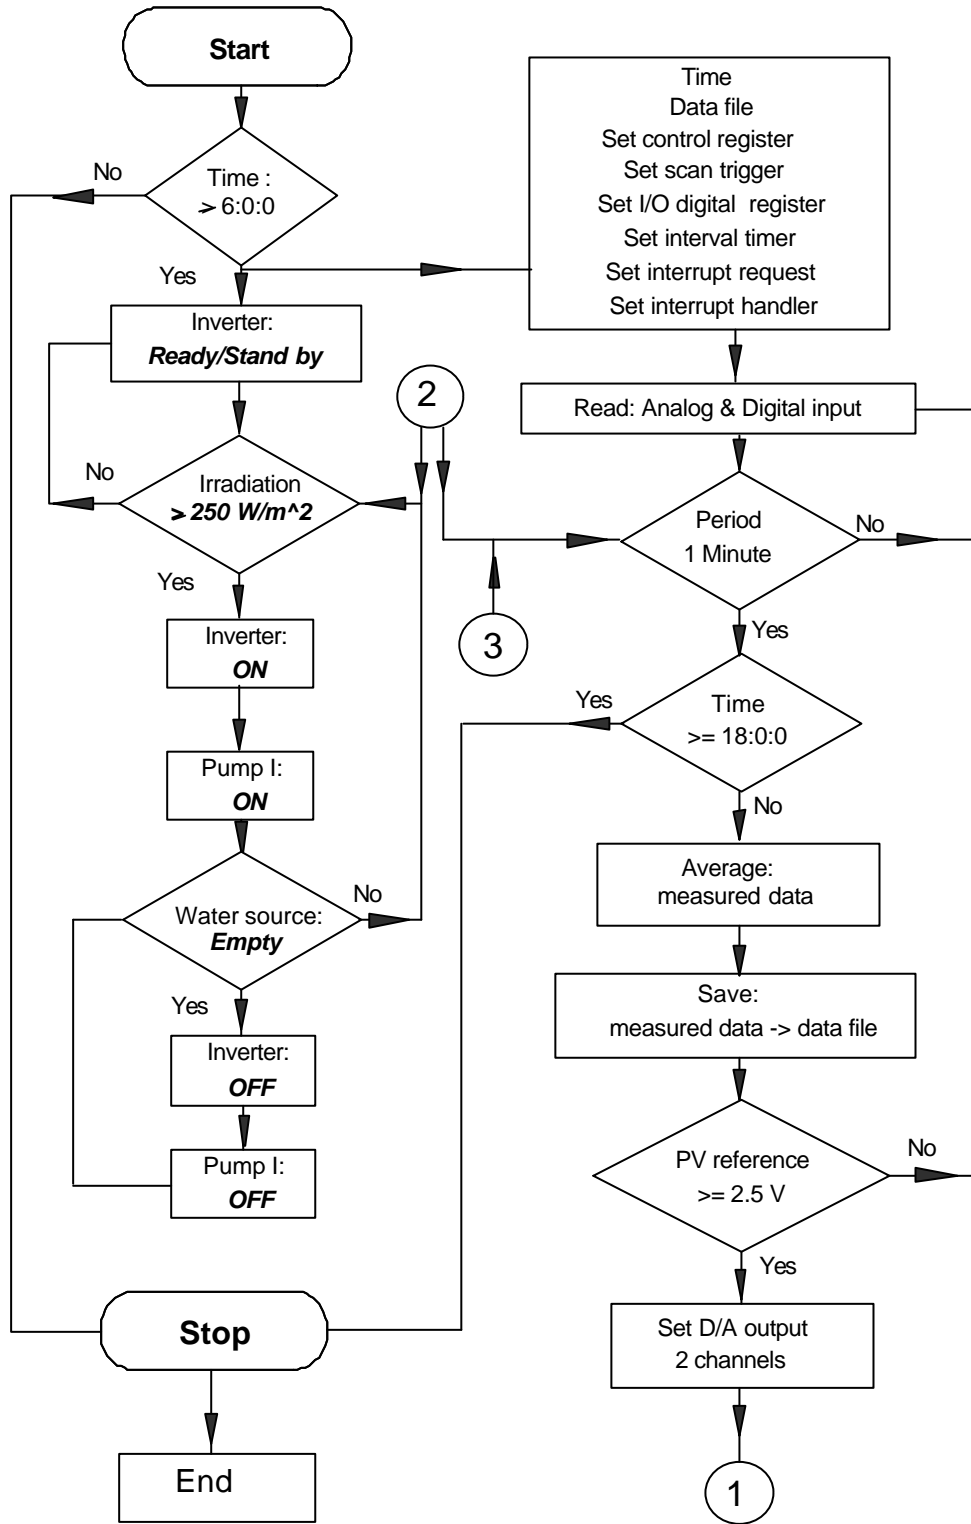 Start
Time :
> 6:0:0
No
Yes
Inverter:
Ready/Stand by
Irradiation
> 250 W/m^2
No
Yes
Inverter:
ON
Pump I:
ON
Water source:
Empty
No
Yes
Inverter:
OFF
Pump I:
OFF
Stop
End
2
3
Time
Data file
Set control register
Set scan trigger
Set I/O digital register
Set interval timer
Set interrupt request
Set interrupt handler
Read: Analog & Digital input
Period
1 Minute
No
Yes
Time
>= 18:0:0
Yes
No
Average:
measured data
Save:
measured data -> data file
PV reference
>= 2.5 V
No
Yes
Set D/A output
2 channels
1